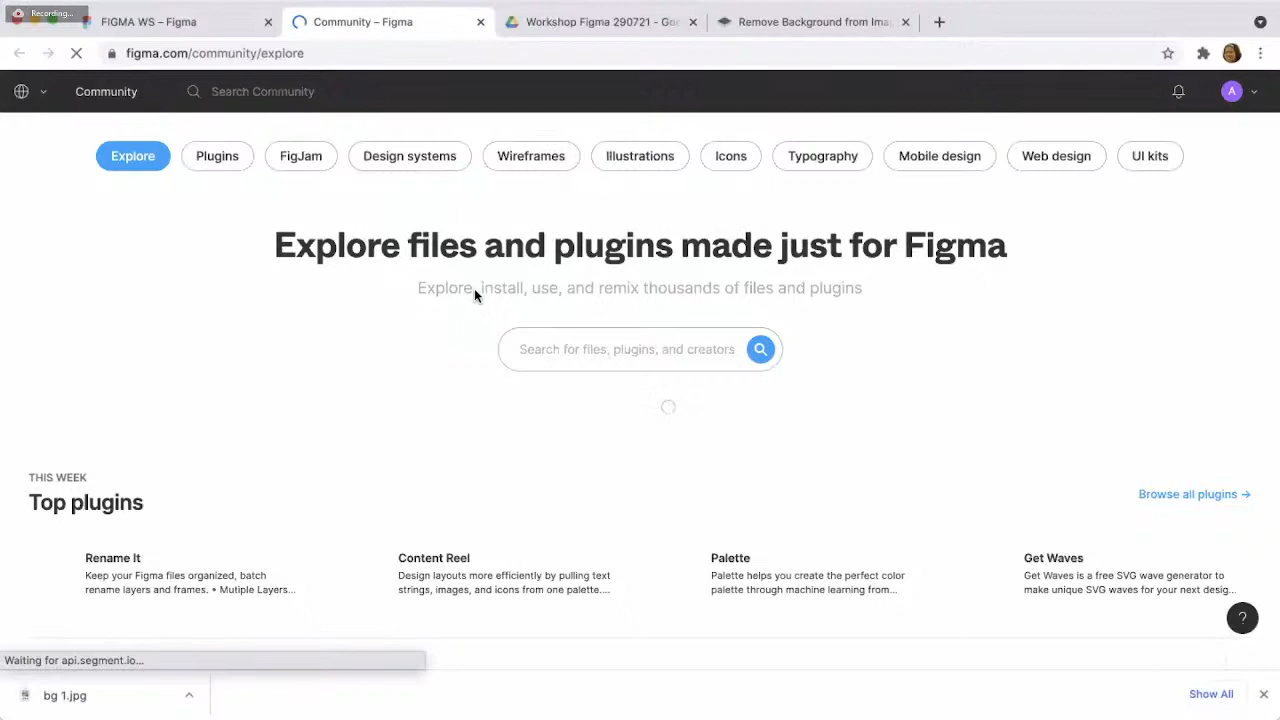 Recording...
FIGMA WS – Figma
Community – Figma
Workshop Figma 290721 - Goo
Remove Background from Imag
figma.com/community/explore
Community
Search Community
A
Explore
Plugins
FigJam
Design systems
Wireframes
Illustrations
Icons
Typography
Mobile design
Web design
UI kits
Explore files and plugins made just for Figma
Explore, install, use, and remix thousands of files and plugins
Search for files, plugins, and creators
THIS WEEK
Top plugins
Browse all plugins →
Rename It
Keep your Figma files organized, batch
rename layers and frames. • Mutiple Layers...
Content Reel
Design layouts more efficiently by pulling text
strings, images, and icons from one palette....
Palette
Palette helps you create the perfect color
palette through machine learning from...
Get Waves
Get Waves is a free SVG wave generator to
make unique SVG waves for your next desig...
?
Waiting for api.segment.io...
bg 1.jpg
Show All